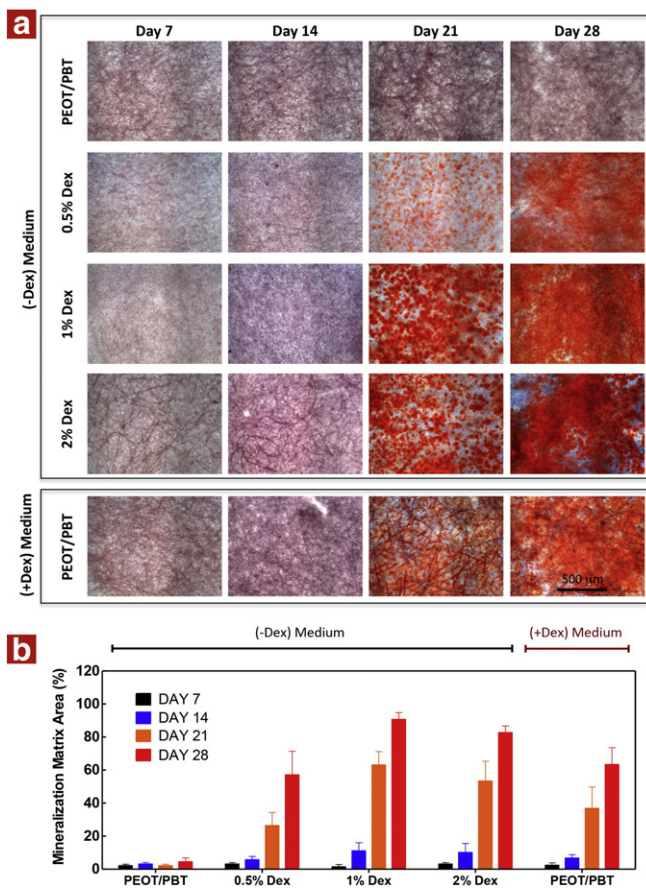 a
Day 7 Day 14 Day 21 Day 28
(-Dex) Medium
PEOT/PBT
0.5% Dex
1% Dex
2% Dex
(+Dex) Medium
PEOT/PBT
500 μm
b
(-Dex) Medium (+Dex) Medium
Mineralization Matrix Area (%)
120
100
80
60
40
20
0
DAY 7
DAY 14
DAY 21
DAY 28
PEOT/PBT 0.5% Dex 1% Dex 2% Dex PEOT/PBT